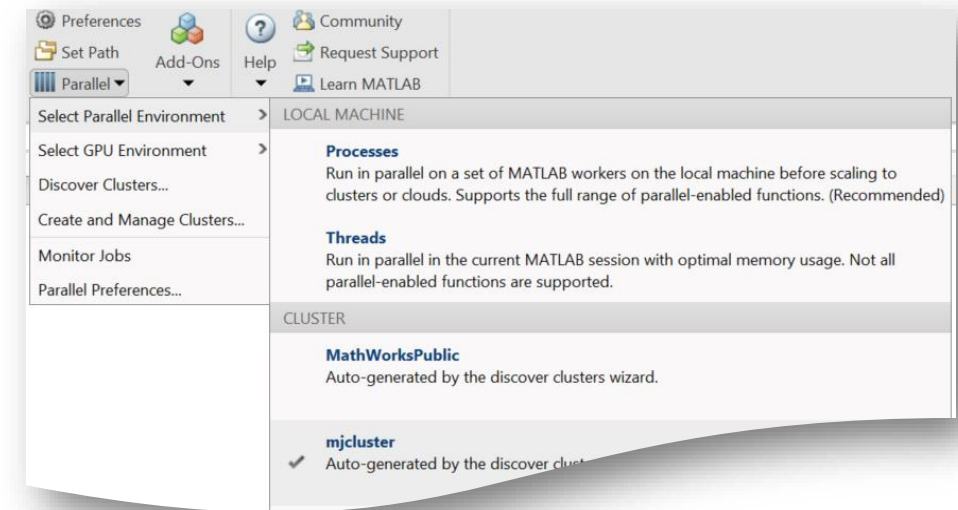 Preferences
Set Path
Parallel
Add-Ons
Help
Community
Request Support
Learn MATLAB
Select Parallel Environment
Select GPU Environment
Discover Clusters...
Create and Manage Clusters...
Monitor Jobs
Parallel Preferences...
LOCAL MACHINE
Processes
Run in parallel on a set of MATLAB workers on the local machine before scaling to
clusters or clouds. Supports the full range of parallel-enabled functions. (Recommended)
Threads
Run in parallel in the current MATLAB session with optimal memory usage. Not all
parallel-enabled functions are supported.
CLUSTER
MathWorksPublic
Auto-generated by the discover clusters wizard.
mjcluster
Auto-generated by the discover